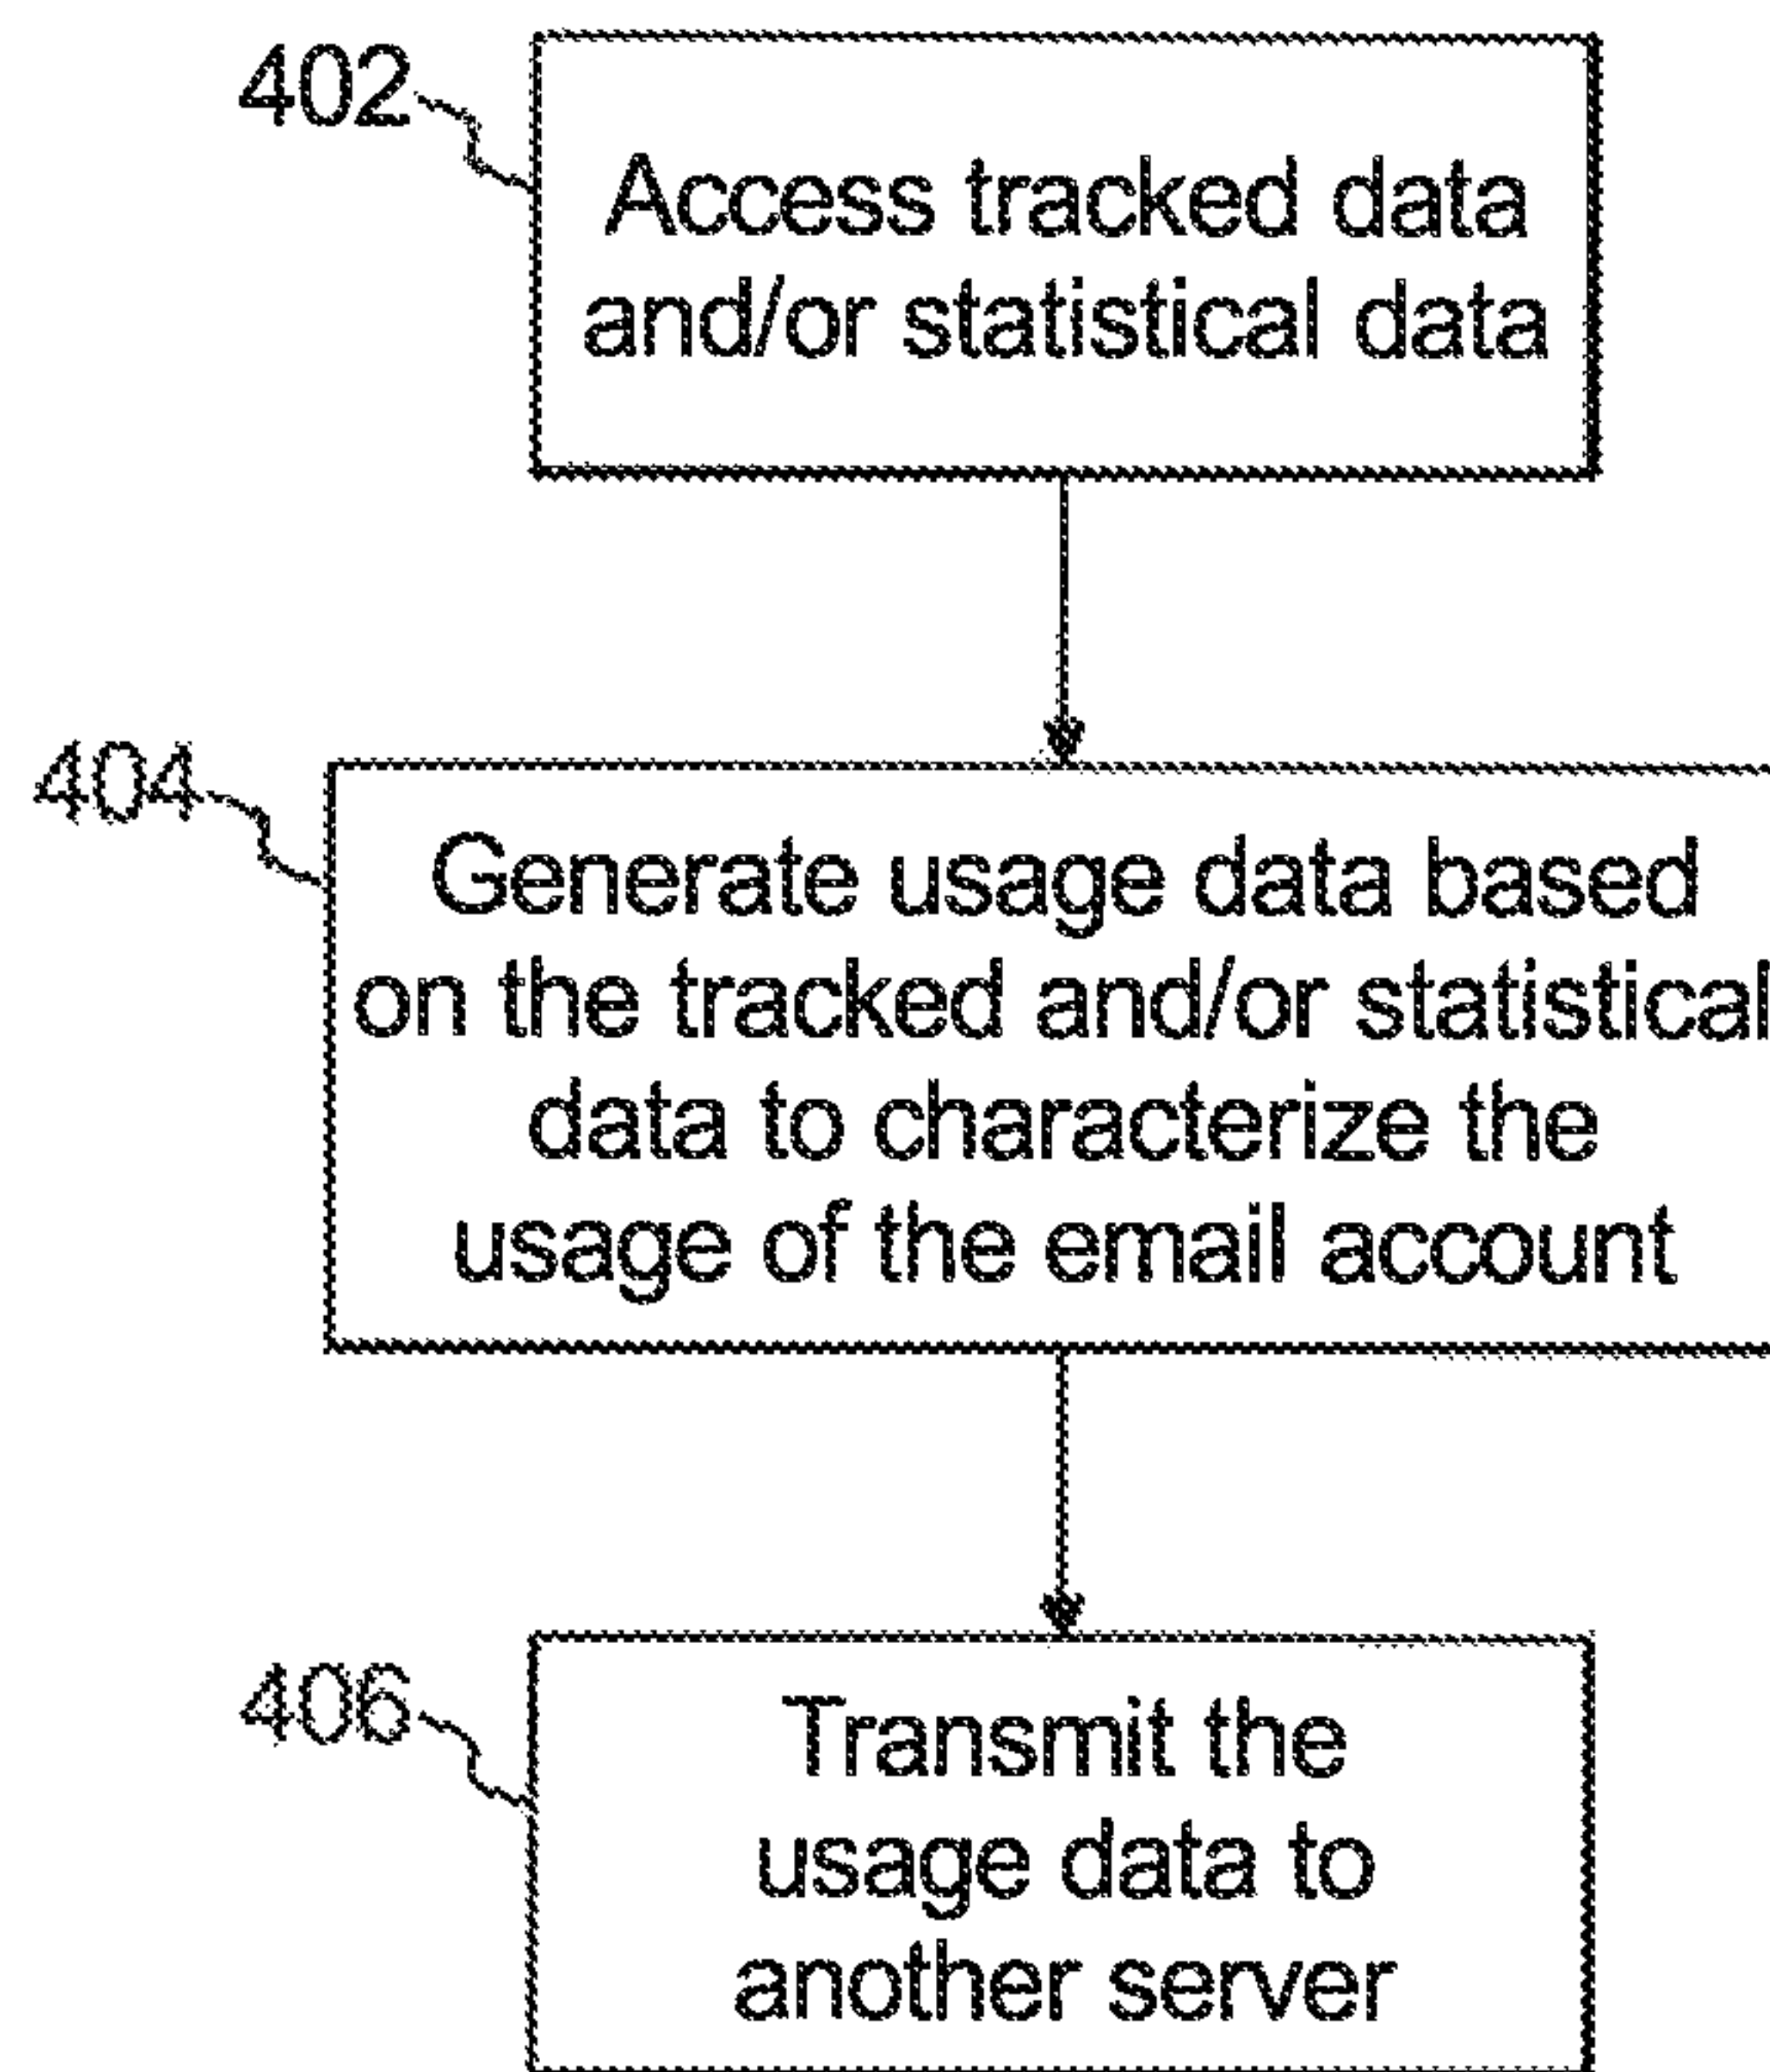 402
Access tracked data
and/or statistical data
404
Generate usage data based
on the tracked and/or statistical
data to characterize the
usage of the email account
406
Transmit the
usage data to
another server